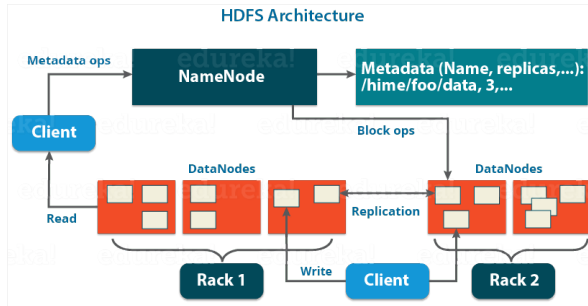 HDFS Architecture
Metadata ops
NameNode
Metadata (Name, replicas,...):
/hime/foo/data, 3,...
Client
Block ops
DataNodes
DataNodes
Read
Replication
Rack 1
Write
Client
Rack 2
edureka!